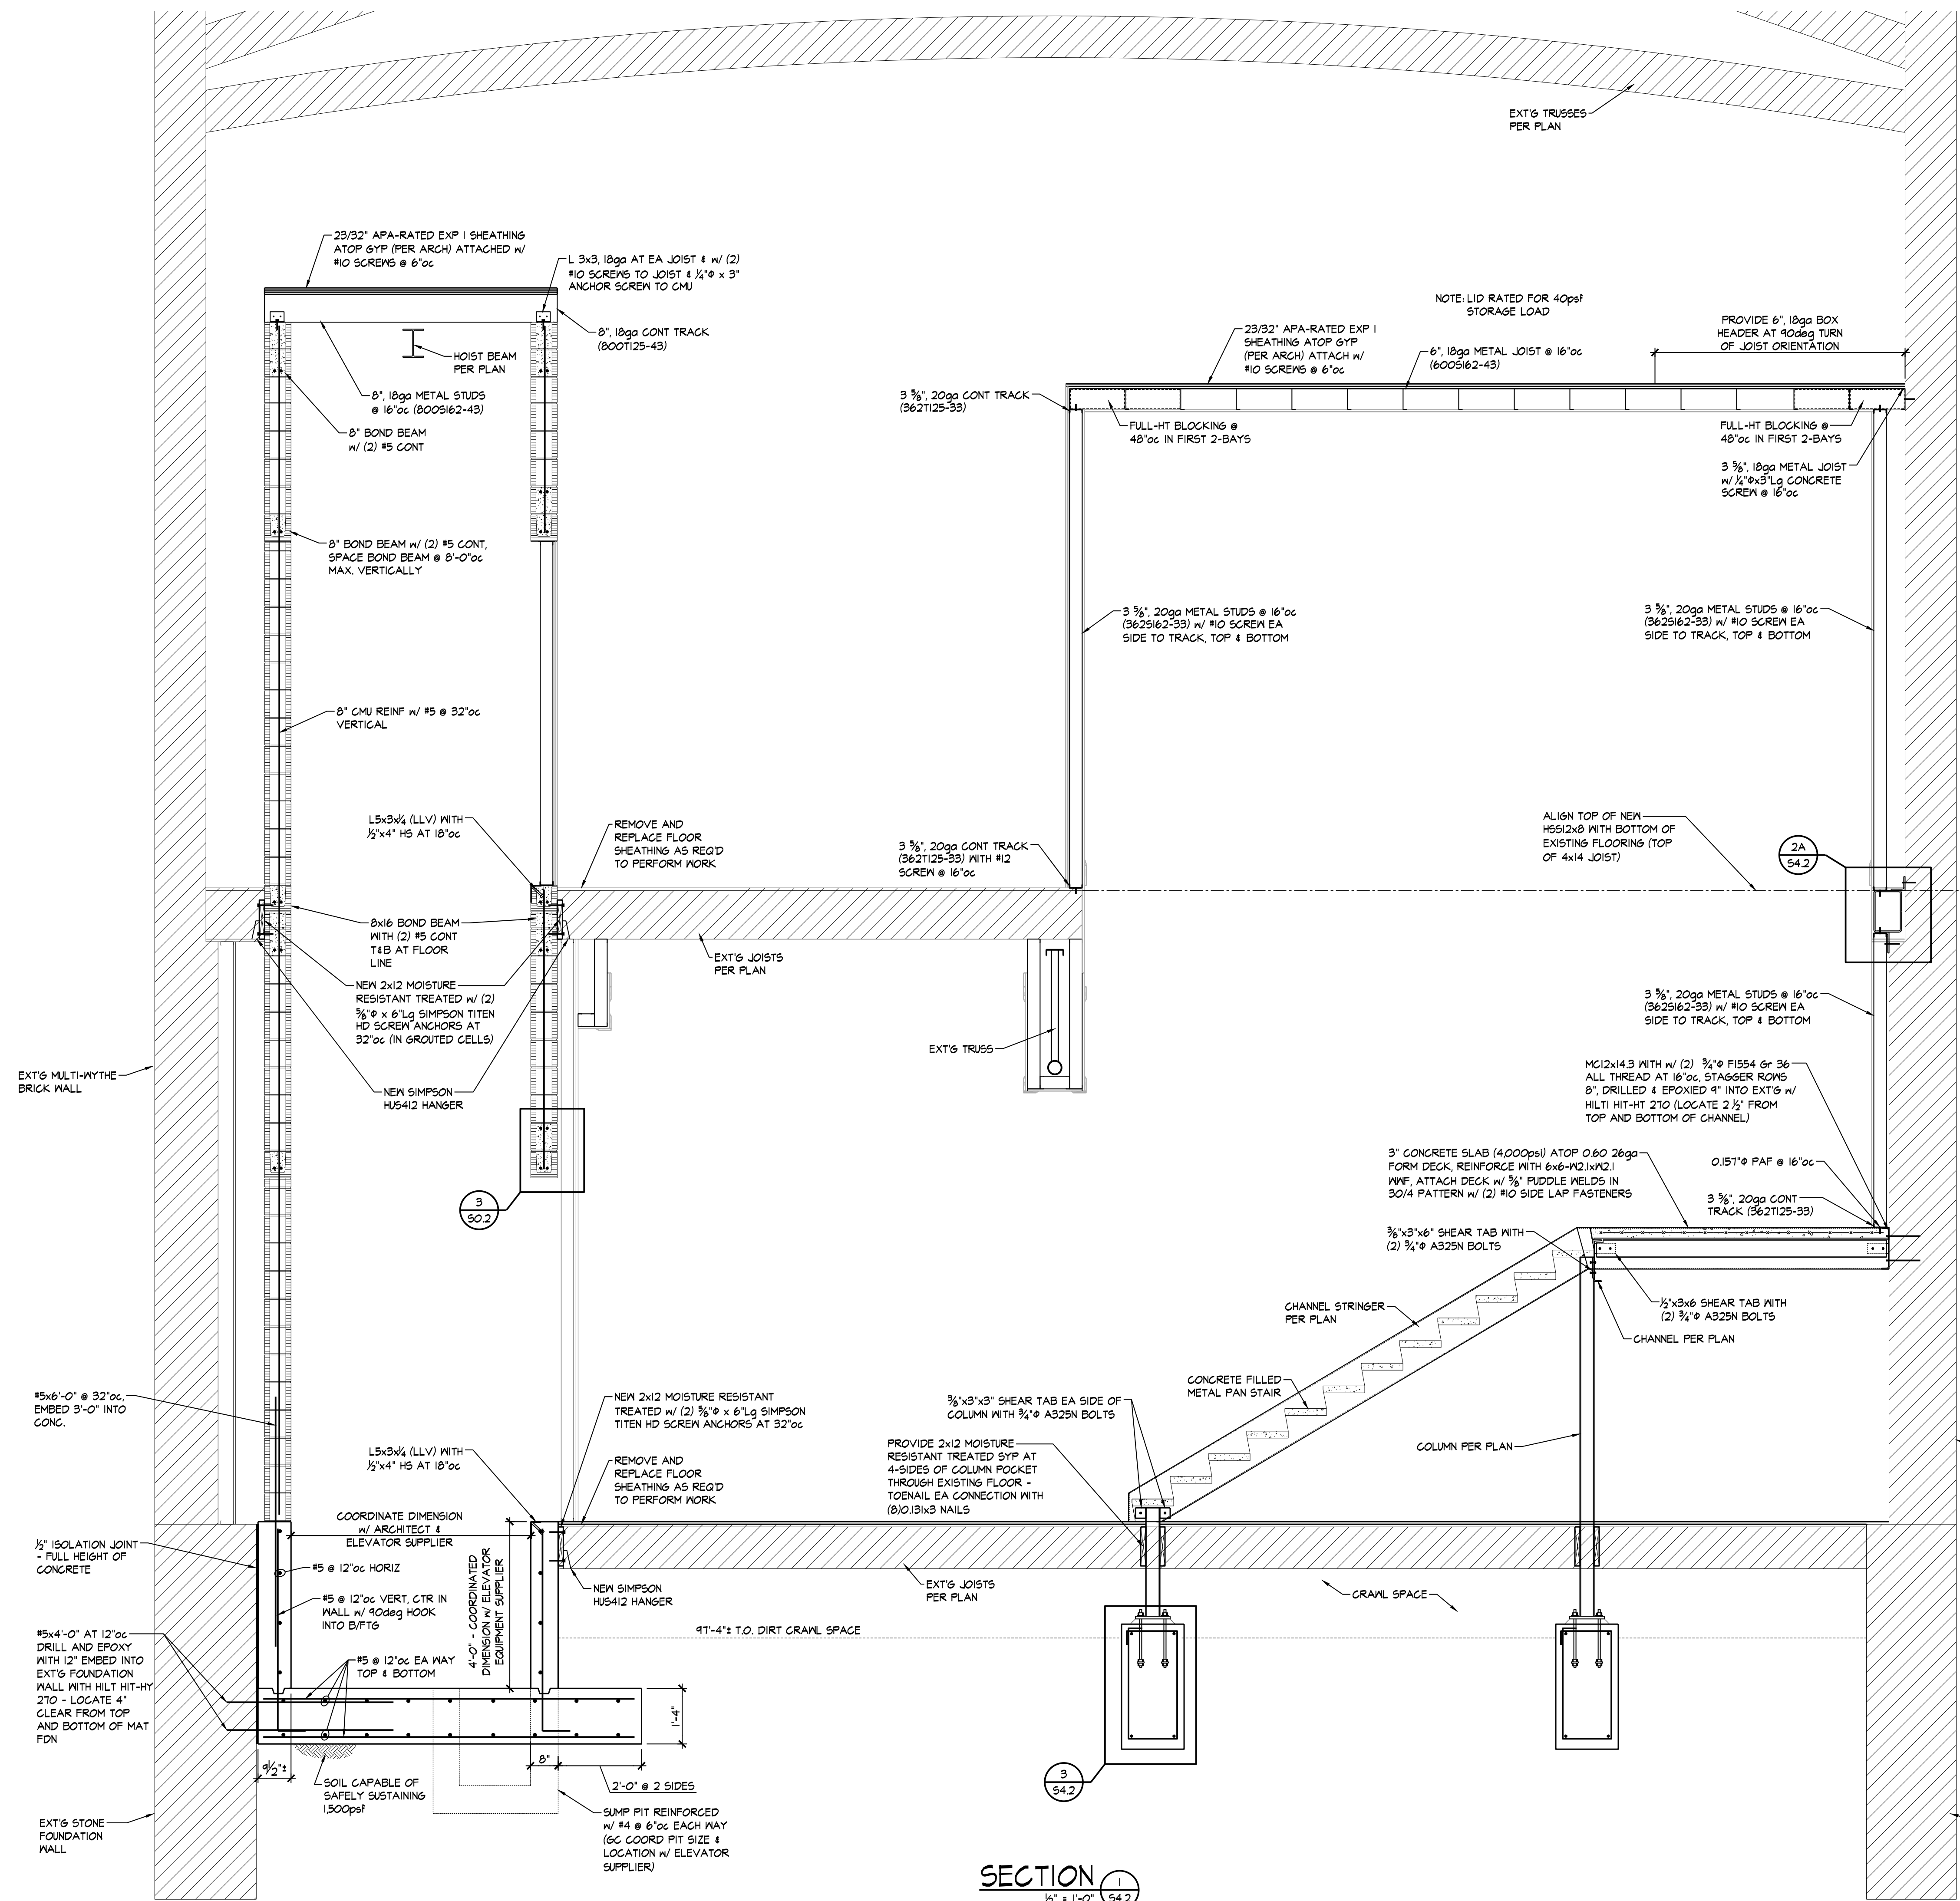 EXT'G TRUSSES
PER PLAN
23/32" APA-RATED EXP 1 SHEATHING
ATOP GYP (PER ARCH) ATTACHED w/
#10 SCREWS @ 6"oc
L 3x3, 18ga AT EA JOIST & w/ (2)
#10 SCREWS TO JOIST & ¼"Φ x 3"
ANCHOR SCREW TO CMU
8", 18ga CONT TRACK
(800T125-43)
HOIST BEAM
PER PLAN
8", 18ga METAL STUDS
@ 16"oc (800S162-43)
8" BOND BEAM
w/ (2) #5 CONT
NOTE: LID RATED FOR 40psf
STORAGE LOAD
23/32" APA-RATED EXP 1
SHEATHING ATOP GYP
(PER ARCH) ATTACH w/
#10 SCREWS @ 6"oc
6", 18ga METAL JOIST @ 16"oc
(600S162-43)
PROVIDE 6", 18ga BOX
HEADER AT 90deg TURN
OF JOIST ORIENTATION
3 ⅝", 20ga CONT TRACK
(362T125-33)
FULL-HT BLOCKING @
48"oc IN FIRST 2-BAYS
FULL-HT BLOCKING @
48"oc IN FIRST 2-BAYS
3 ⅝", 18ga METAL JOIST
w/ ¼"Φx3"Lg CONCRETE
SCREW @ 16"oc
8" BOND BEAM w/ (2) #5 CONT,
SPACE BOND BEAM @ 8'-0"oc
MAX. VERTICALLY
3 ⅝", 20ga METAL STUDS @ 16"oc
(362S162-33) w/ #10 SCREW EA
SIDE TO TRACK, TOP & BOTTOM
3 ⅝", 20ga METAL STUDS @ 16"oc
(362S162-33) w/ #10 SCREW EA
SIDE TO TRACK, TOP & BOTTOM
8" CMU REINF w/ #5 @ 32"oc
VERTICAL
L5x3x¼ (LLV) WITH
½"x4" HS AT 18"oc
REMOVE AND
REPLACE FLOOR
SHEATHING AS REQ'D
TO PERFORM WORK
3 ⅝", 20ga CONT TRACK
(362T125-33) WITH #12
SCREW @ 16"oc
ALIGN TOP OF NEW
HSS12x8 WITH BOTTOM OF
EXISTING FLOORING (TOP
OF 4x14 JOIST)
2A
S4.2
8x16 BOND BEAM
WITH (2) #5 CONT
T&B AT FLOOR
LINE
EXT'G JOISTS
PER PLAN
NEW 2x12 MOISTURE
RESISTANT TREATED w/ (2)
⅝"Φ x 6"Lg SIMPSON TITEN
HD SCREW ANCHORS AT
32"oc (IN GROUTED CELLS)
3 ⅝", 20ga METAL STUDS @ 16"oc
(362S162-33) w/ #10 SCREW EA
SIDE TO TRACK, TOP & BOTTOM
EXT'G TRUSS
EXT'G MULTI-WYTHE
BRICK WALL
NEW SIMPSON
HUS412 HANGER
MC12x14.3 WITH w/ (2) ¾"Φ F1554 Gr 36
ALL THREAD AT 16"oc, STAGGER ROWS
8", DRILLED & EPOXIED 9" INTO EXT'G w/
HILTI HIT-HT 270 (LOCATE 2 ½" FROM
TOP AND BOTTOM OF CHANNEL)
3
S0.2
3" CONCRETE SLAB (4,000psi) ATOP 0.60 26ga
FORM DECK, REINFORCE WITH 6x6-W2.1xW2.1
WWF, ATTACH DECK w/ ⅝" PUDDLE WELDS IN
30/4 PATTERN w/ (2) #10 SIDE LAP FASTENERS
0.157"Φ PAF @ 16"oc
3 ⅝", 20ga CONT
TRACK (362T125-33)
⅜"x3"x6" SHEAR TAB WITH
(2) ¾"Φ A325N BOLTS
CHANNEL STRINGER
PER PLAN
½"x3x6 SHEAR TAB WITH
(2) ¾"Φ A325N BOLTS
CHANNEL PER PLAN
CONCRETE FILLED
METAL PAN STAIR
#5x6'-0" @ 32"oc,
EMBED 3'-0" INTO
CONC.
NEW 2x12 MOISTURE RESISTANT
TREATED w/ (2) ⅝"Φ x 6"Lg SIMPSON
TITEN HD SCREW ANCHORS AT 32"oc
⅜"x3"x3" SHEAR TAB EA SIDE OF
COLUMN WITH ¾"Φ A325N BOLTS
COLUMN PER PLAN
L5x3x¼ (LLV) WITH
½"x4" HS AT 18"oc
REMOVE AND
REPLACE FLOOR
SHEATHING AS REQ'D
TO PERFORM WORK
PROVIDE 2x12 MOISTURE
RESISTANT TREATED SYP AT
4-SIDES OF COLUMN POCKET
THROUGH EXISTING FLOOR -
TOENAIL EA CONNECTION WITH
(8)0.131x3 NAILS
COORDINATE DIMENSION
w/ ARCHITECT &
ELEVATOR SUPPLIER
½" ISOLATION JOINT
- FULL HEIGHT OF
CONCRETE
#5 @ 12"oc HORIZ
4'-0" - COORDINATED
DIMENSION w/ ELEVATOR
EQUIPMENT SUPPLIER
#5 @ 12"oc VERT, CTR IN
WALL w/ 90deg HOOK
INTO B/FTG
NEW SIMPSON
HUS412 HANGER
EXT'G JOISTS
PER PLAN
CRAWL SPACE
97'-4"± T.O. DIRT CRAWL SPACE
#5x4'-0" AT 12"oc
DRILL AND EPOXY
WITH 12" EMBED INTO
EXT'G FOUNDATION
WALL WITH HILT HIT-HY
270 - LOCATE 4"
CLEAR FROM TOP
AND BOTTOM OF MAT
FDN
#5 @ 12"oc EA WAY
TOP & BOTTOM
1'-4"
9½"±
8"
2'-0" @ 2 SIDES
SOIL CAPABLE OF
SAFELY SUSTAINING
1,500psf
SUMP PIT REINFORCED
w/ #4 @ 6"oc EACH WAY
(GC COORD PIT SIZE &
LOCATION w/ ELEVATOR
SUPPLIER)
3
S4.2
EXT'G STONE
FOUNDATION
WALL
SECTION 1
½" = 1'-0" S4.2